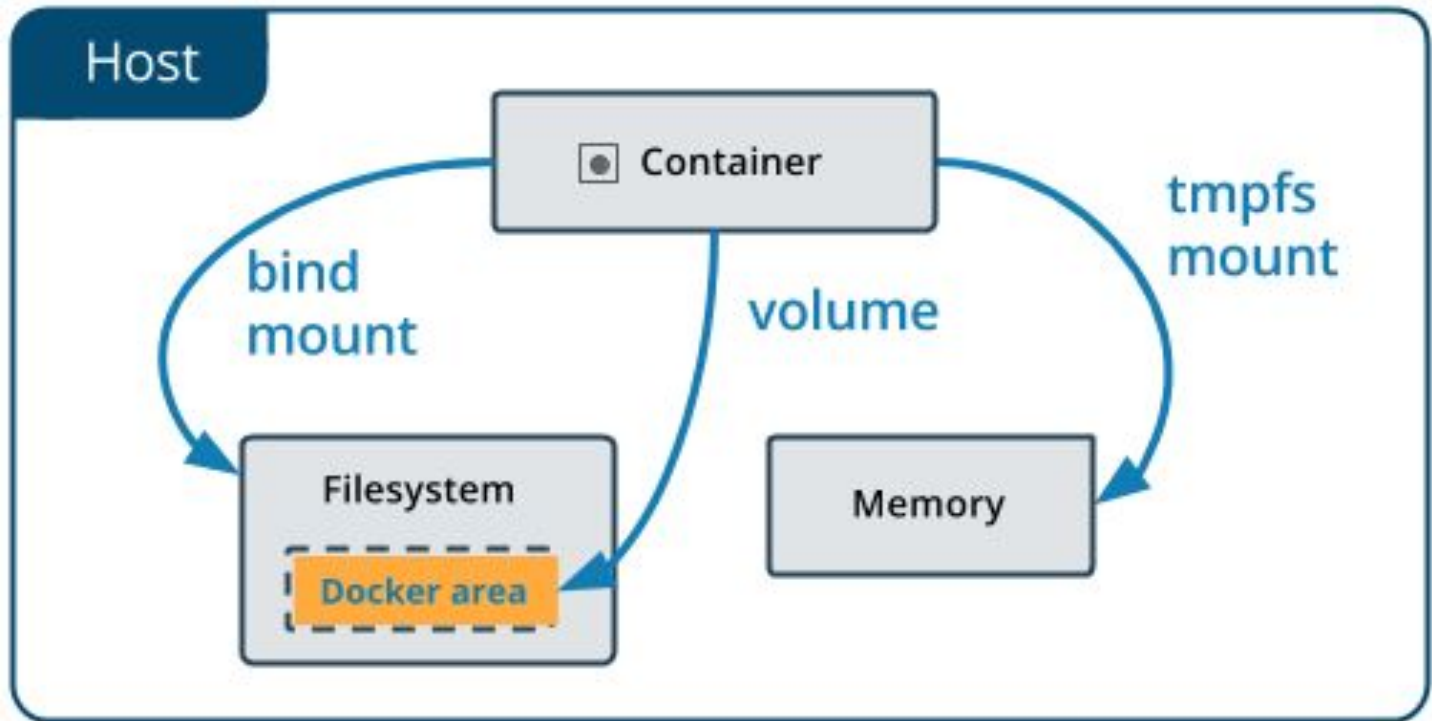 Host
Container
bind
mount
volume
tmpfs
mount
Filesystem
Docker area
Memory